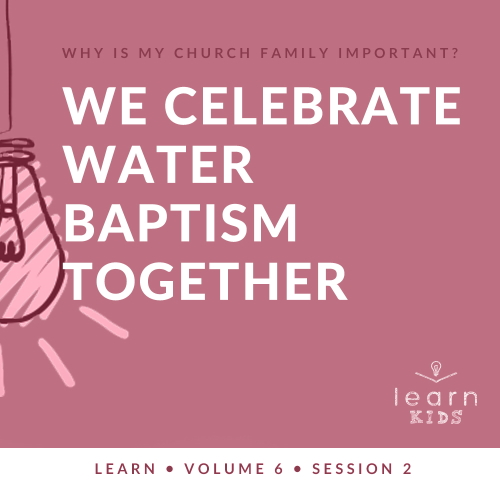 WHY IS MY CHURCH FAMILY IMPORTANT?
WE CELEBRATE
WATER
BAPTISM
TOGETHER
learn
KIDS
LEARN • VOLUME 6 • SESSION 2